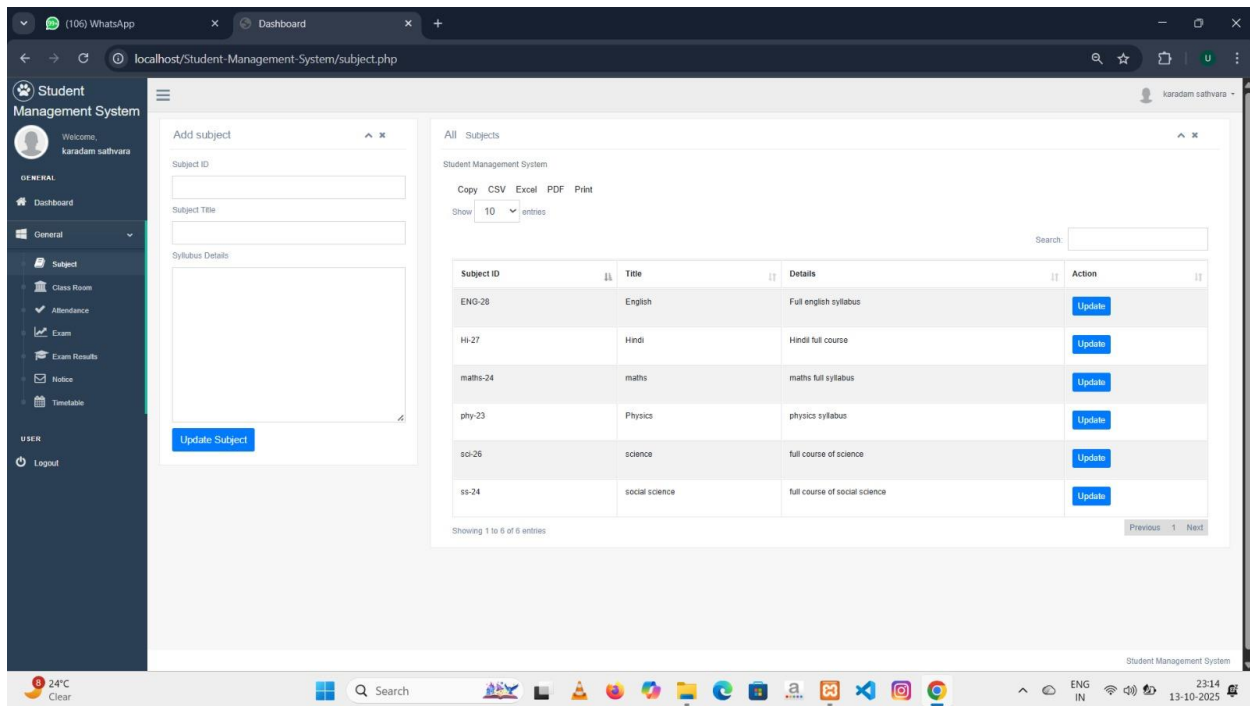 (106) WhatsApp
Dashboard
localhost/Student-Management-System/subject.php
U
Student
Management System
Welcome,
karadam sathvara
GENERAL
Dashboard
General
Subject
Class Room
Attendance
Exam
Exam Results
Notice
Timetable
USER
Logout
karadam sathvara
Add subject
Subject ID
Subject Title
Syllubus Details
Update Subject
All Subjects
Student Management System
Copy CSV Excel PDF Print
Show 10 entries
Search:
Subject ID Title Details Action
ENG-28 English Full english syllabus Update
Hi-27 Hindi Hindil full course Update
maths-24 maths maths full syllabus Update
phy-23 Physics physics syllabus Update
sci-26 science full course of science Update
ss-24 social science full course of social science Update
Showing 1 to 6 of 6 entries
Previous 1 Next
Student Management System
8
24°C
Clear
Search
a
ENG
IN
23:14
13-10-2025